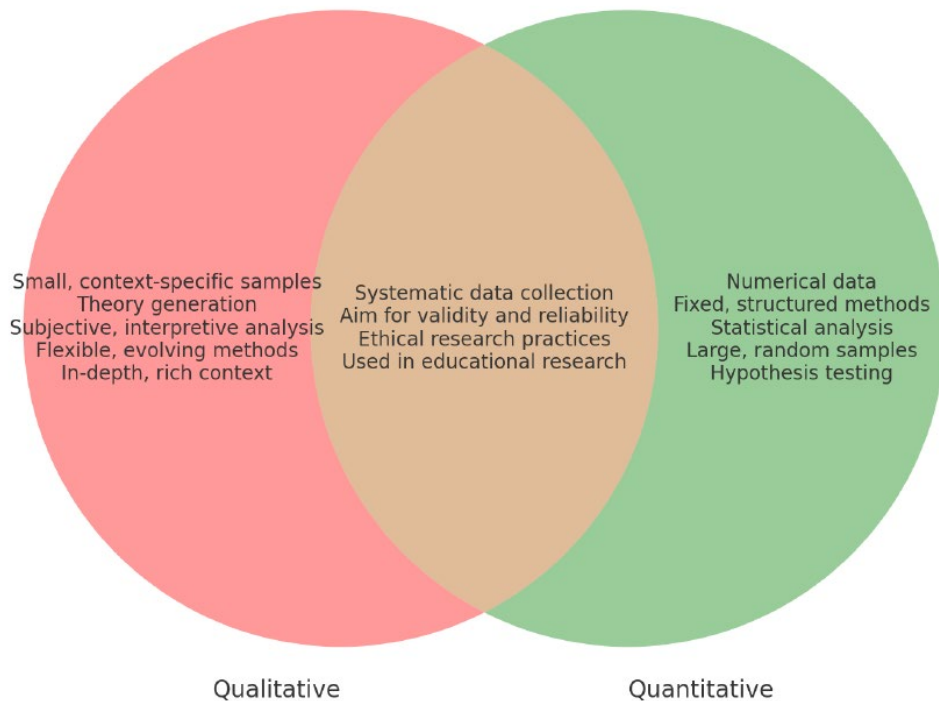 Small, context-specific samples
Theory generation
Subjective, interpretive analysis
Flexible, evolving methods
In-depth, rich context
Systematic data collection
Aim for validity and reliability
Ethical research practices
Used in educational research
Numerical data
Fixed, structured methods
Statistical analysis
Large, random samples
Hypothesis testing
Qualitative
Quantitative